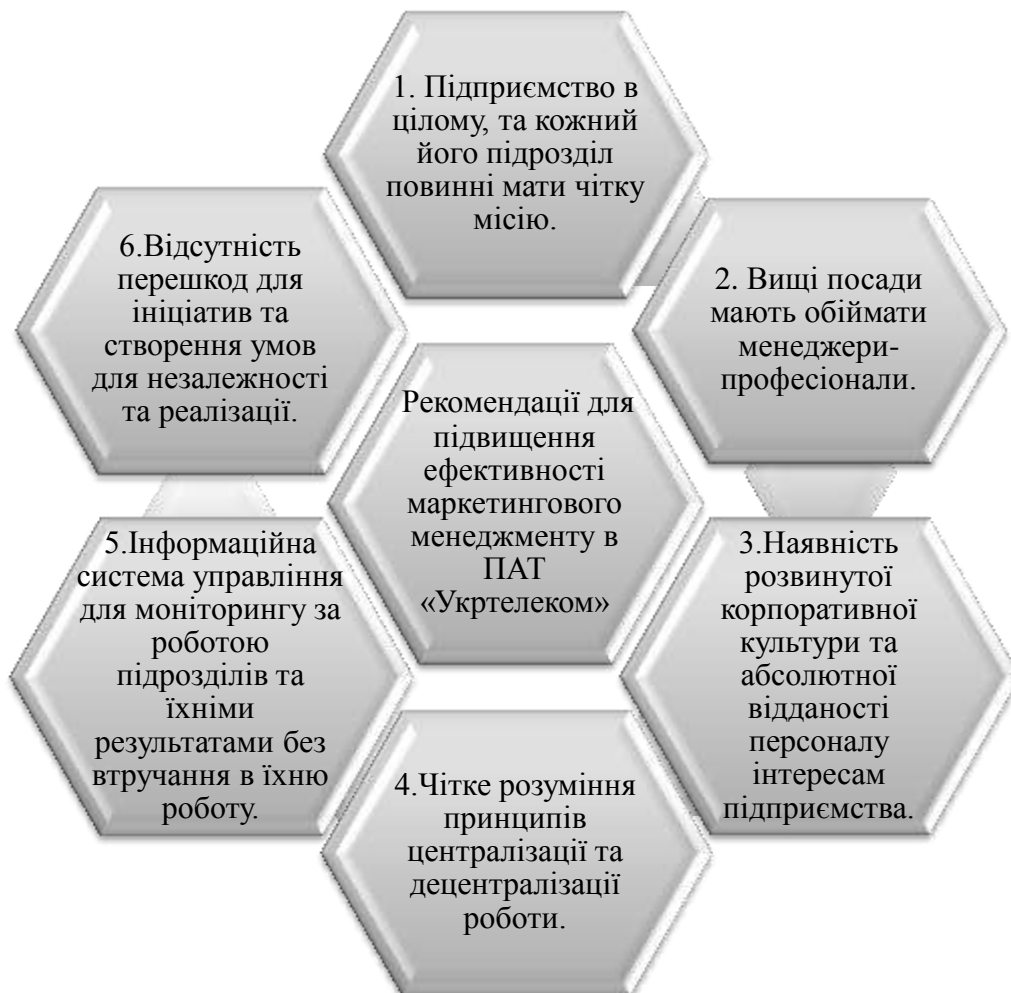 1. Підприємство в
цілому, та кожний
його підрозділ
повинні мати чітку
місію.
2. Вищі посади
мають обіймати
менеджери-
професіонали.
3.Наявність
розвинутої
корпоративної
культури та
абсолютної
відданості
персоналу
інтересам
підприємства.
4.Чітке розуміння
принципів
централізації та
децентралізації
роботи.
5.Інформаційна
система управління
для моніторингу за
роботою
підрозділів та
їхніми
результатами без
втручання в їхню
роботу.
6.Відсутність
перешкод для
ініціатив та
створення умов
для незалежності
та реалізації.
Рекомендації для
підвищення
ефективності
маркетингового
менеджменту в
ПАТ
«Укртелеком»